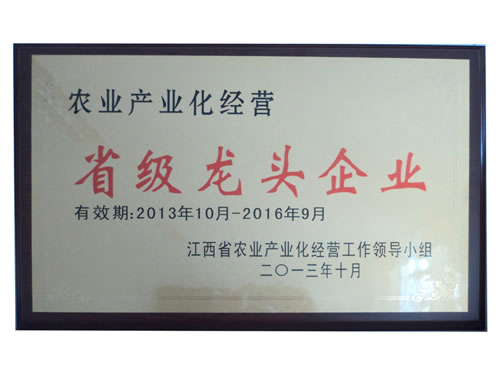 农业产业化经营
省级龙头企业
有效期:2013年10月-2016年9月
江西省农业产业化经营工作领导小组
二〇一三年十月